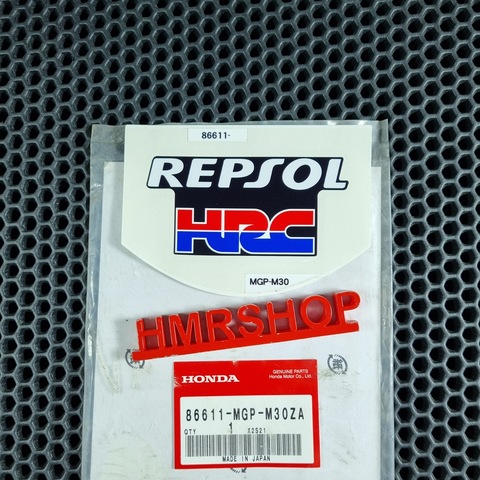 86611-
REPSOL
HRC
MGP-M30
HMRSHOP
HONDA
GENUINE PARTS
Honda Motor Co., Ltd.
86611-MGP-M30ZA
QTY 1 X2521
MADE IN JAPAN